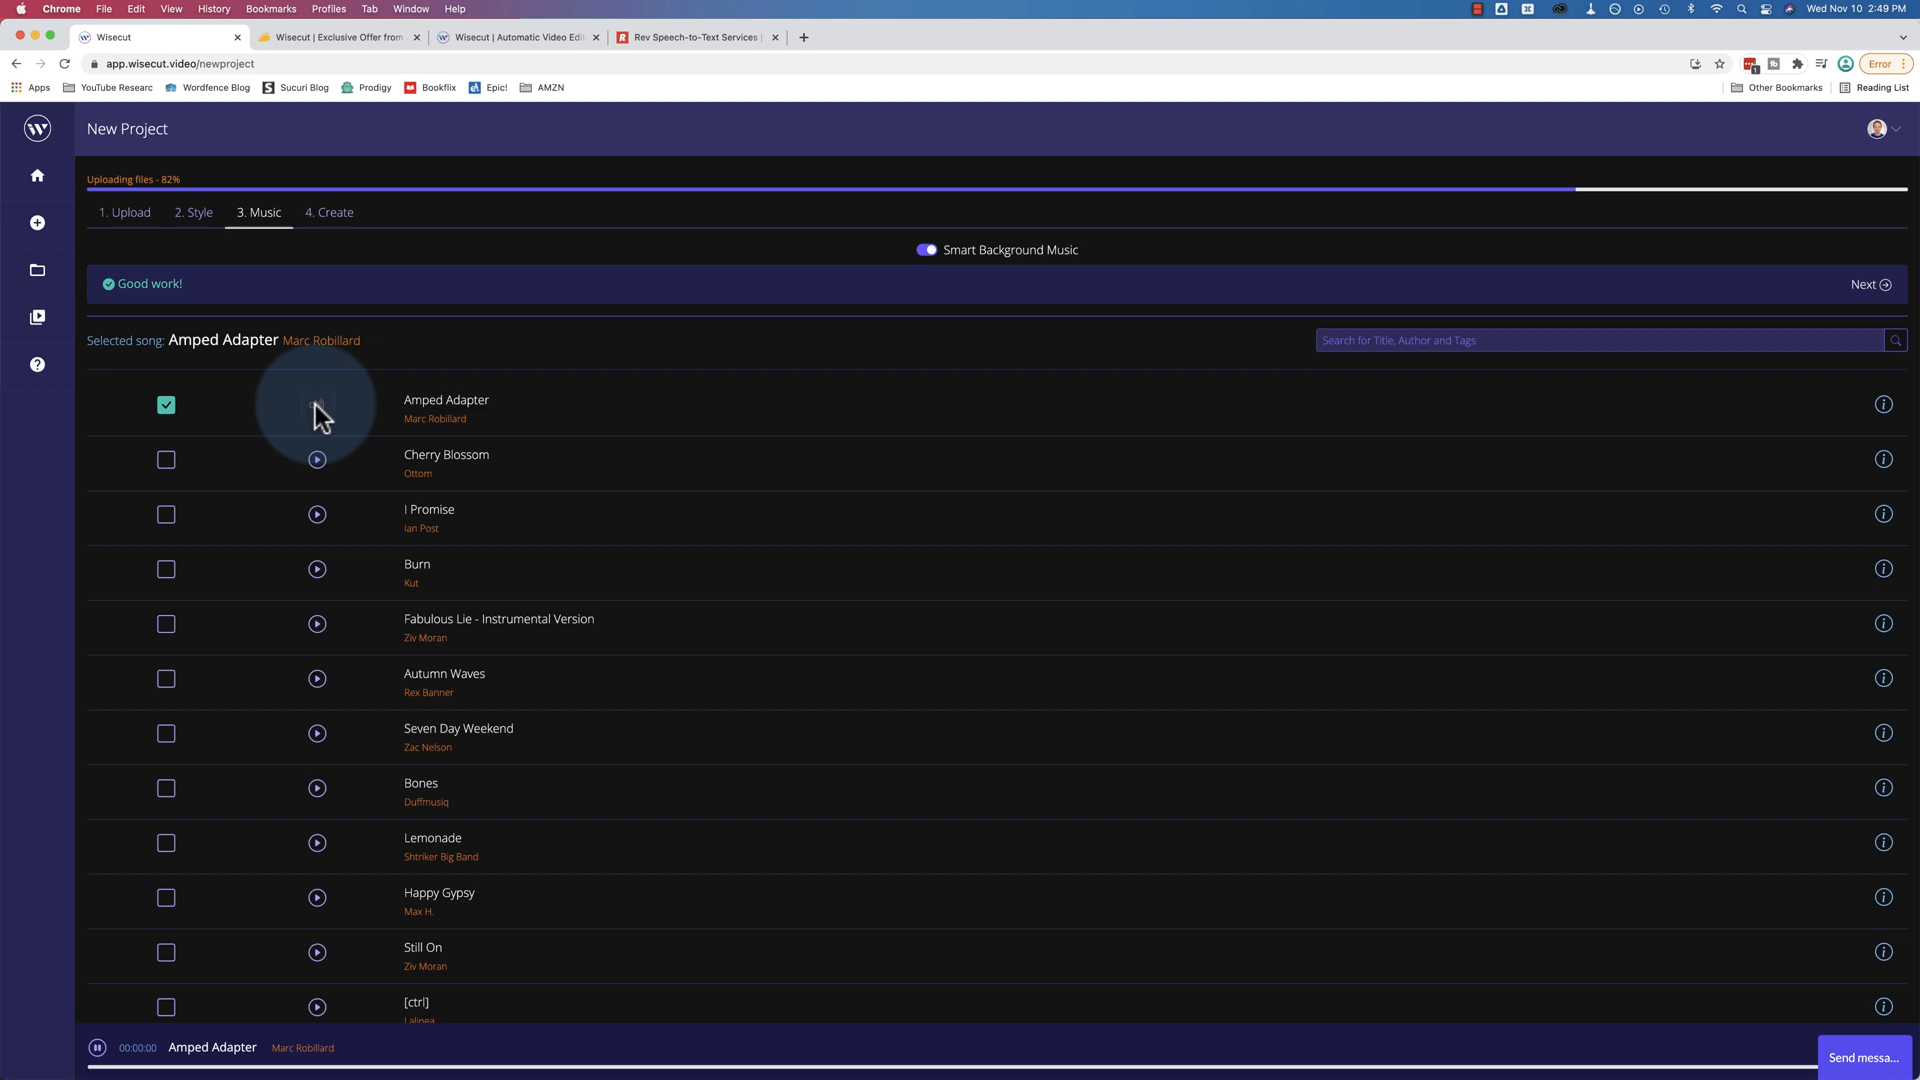 Chrome File Edit View History Bookmarks Profiles Tab Window Help Wed Nov 10 2:49 PM
Wisecut Wisecut | Exclusive Offer from Wisecut | Automatic Video Edi Rev Speech-to-Text Services |
app.wisecut.video/newproject Error
Apps YouTube Researc Wordfence Blog Sucuri Blog Prodigy Bookflix Epic! AMZN Other Bookmarks Reading List
New Project
Uploading files - 82%
1. Upload 2. Style 3. Music 4. Create
Smart Background Music
Good work! Next
Selected song: Amped Adapter Marc Robillard Search for Title, Author and Tags
Amped Adapter
Marc Robillard
Cherry Blossom
Ottom
I Promise
Ian Post
Burn
Kut
Fabulous Lie - Instrumental Version
Ziv Moran
Autumn Waves
Rex Banner
Seven Day Weekend
Zac Nelson
Bones
Duffmusiq
Lemonade
Shtriker Big Band
Happy Gypsy
Max H.
Still On
Ziv Moran
[ctrl]
Lalinea
00:00:00 Amped Adapter Marc Robillard
Send messa...